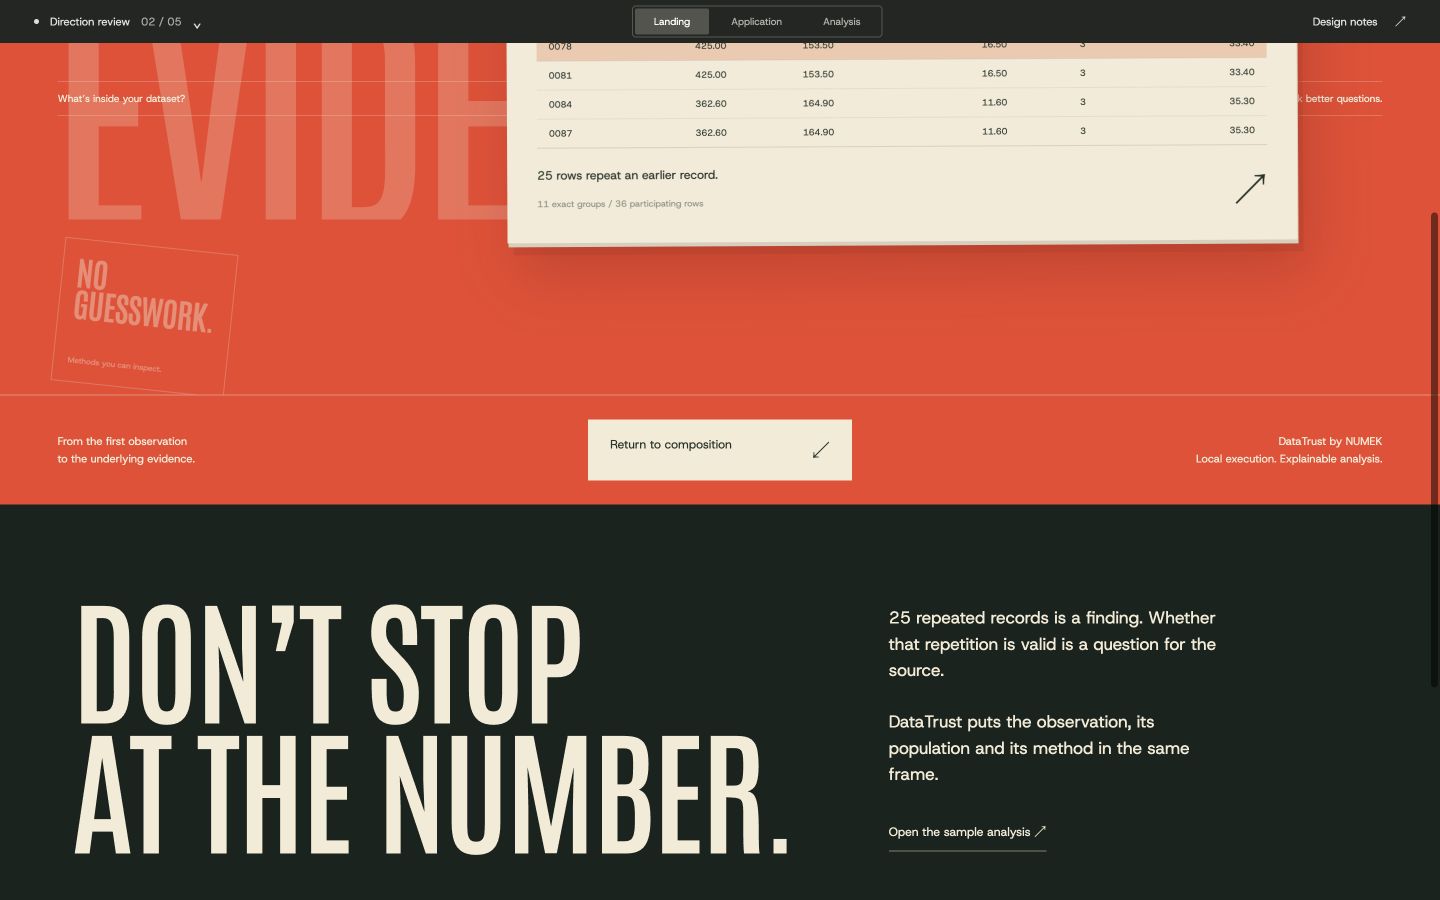 Direction review 02 / 05
Landing Application Analysis
Design notes
EVIDE
0078 425.00 153.50 16.50 3 33.40
What's inside your dataset?
better questions.
0081 425.00 153.50 16.50 3 33.40
0084 362.60 164.90 11.60 3 35.30
0087 362.60 164.90 11.60 3 35.30
25 rows repeat an earlier record.
11 exact groups / 36 participating rows
NO
GUESSWORK.
Methods you can inspect.
From the first observation
to the underlying evidence.
Return to composition
DataTrust by NUMEK
Local execution. Explainable analysis.
DON’T STOP
AT THE NUMBER.
25 repeated records is a finding. Whether
that repetition is valid is a question for the
source.
DataTrust puts the observation, its
population and its method in the same
frame.
Open the sample analysis